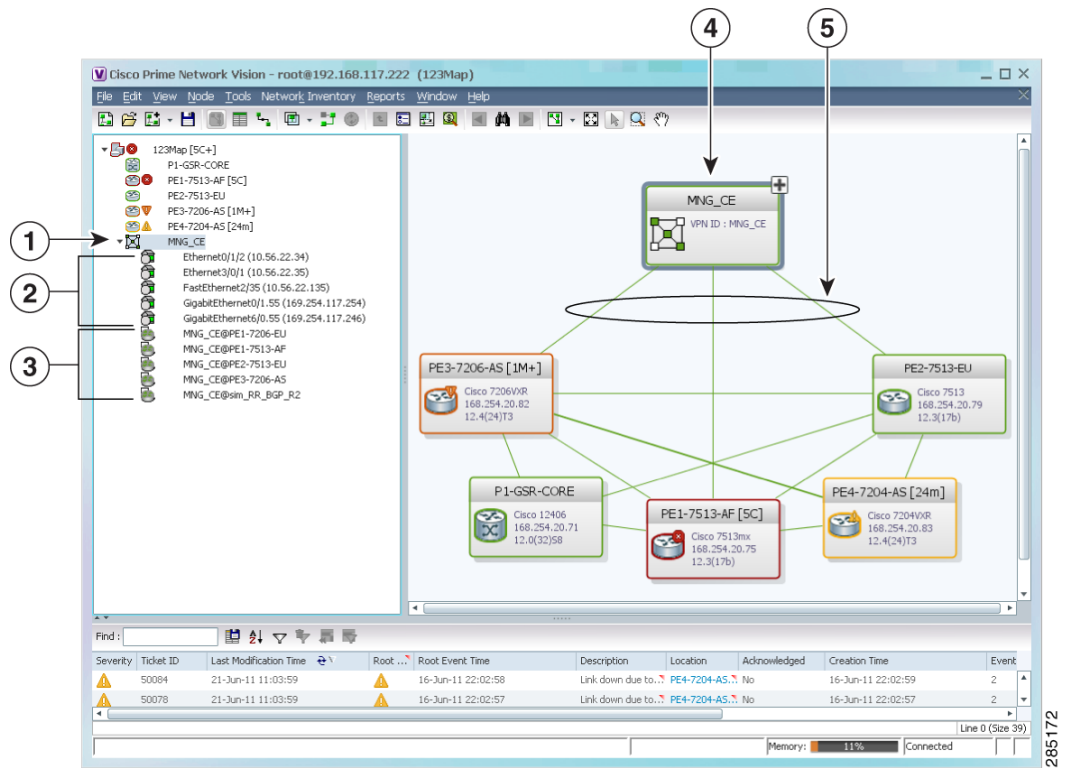 4
5
Cisco Prime Network Vision - root@192.168.117.222 (123Map)
File Edit View Node Tools Network Inventory Reports Window Help
123Map [5C+]
P1-GSR-CORE
PE1-7513-AF [5C]
PE2-7513-EU
PE3-7206-AS [1M+]
PE4-7204-AS [24m]
1
MNG_CE
2
Ethernet0/1/2 (10.56.22.34)
Ethernet3/0/1 (10.56.22.35)
FastEthernet2/35 (10.56.22.135)
GigabitEthernet0/1.55 (169.254.117.254)
GigabitEthernet6/0.55 (169.254.117.246)
3
MNG_CE@PE1-7206-EU
MNG_CE@PE1-7513-AF
MNG_CE@PE2-7513-EU
MNG_CE@PE3-7206-AS
MNG_CE@sim_RR_BGP_R2
MNG_CE
VPN ID : MNG_CE
PE3-7206-AS [1M+]
Cisco 7206VXR
168.254.20.82
12.4(24)T3
PE2-7513-EU
Cisco 7513
168.254.20.79
12.3(17b)
P1-GSR-CORE
Cisco 12406
168.254.20.71
12.0(32)S8
PE1-7513-AF [5C]
Cisco 7513mx
168.254.20.75
12.3(17b)
PE4-7204-AS [24m]
Cisco 7204VXR
168.254.20.83
12.4(24)T3
Find :
Severity Ticket ID Last Modification Time Root ... Root Event Time Description Location Acknowledged Creation Time Event
50084 21-Jun-11 11:03:59 16-Jun-11 22:02:58 Link down due to.. PE4-7204-AS.. No 16-Jun-11 22:02:59 2
50078 21-Jun-11 11:03:59 16-Jun-11 22:02:57 Link down due to.. PE4-7204-AS.. No 16-Jun-11 22:02:57 2
Line 0 (Size 39)
Memory: 11% Connected
285172